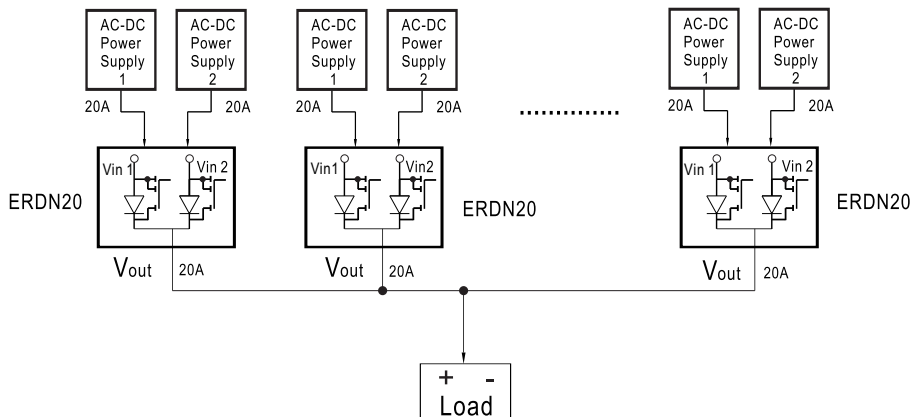 AC-DC
Power
Supply
1
AC-DC
Power
Supply
2
20A
20A
Vin 1
Vin 2
ERDN20
Vout
20A
AC-DC
Power
Supply
1
AC-DC
Power
Supply
2
20A
20A
Vin1
Vin2
ERDN20
Vout
20A
AC-DC
Power
Supply
1
AC-DC
Power
Supply
2
20A
20A
Vin 1
Vin 2
ERDN20
Vout
20A
+ -
Load